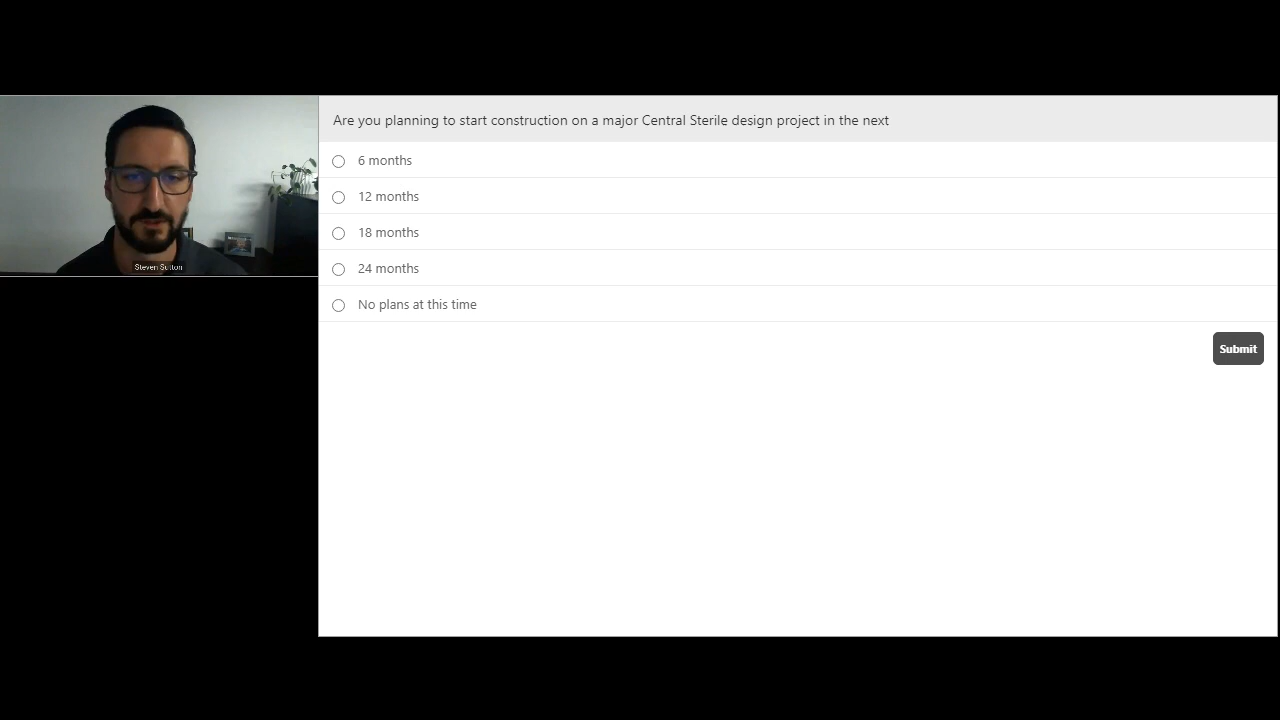 Are you planning to start construction on a major Central Sterile design project in the next
6 months
12 months
18 months
24 months
No plans at this time
Submit
Steven Sutton